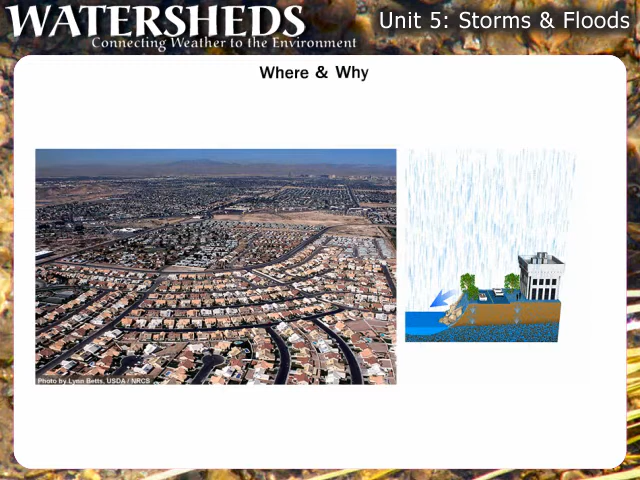 WATERSHEDS
Connecting Weather to the Environment
Unit 5: Storms & Floods
Where & Why
Photo by Lynn Betts, USDA / NRCS